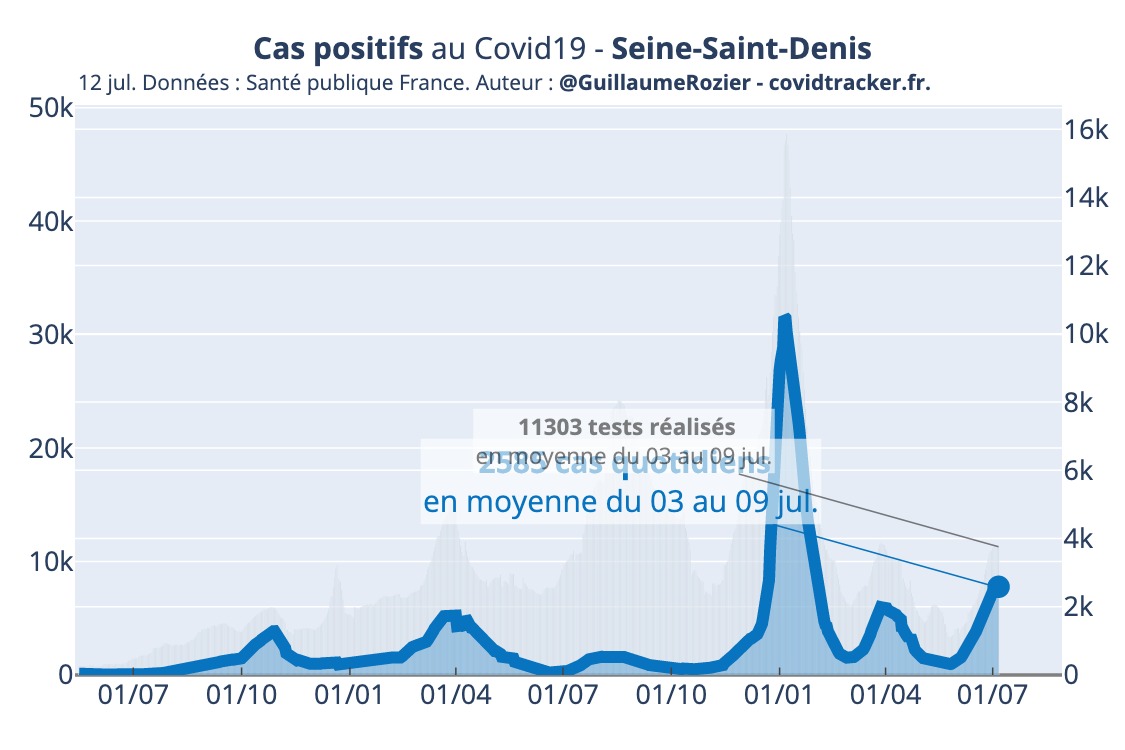 Cas positifs au Covid19 - Seine-Saint-Denis
12 jul. Données : Santé publique France. Auteur : @GuillaumeRozier - covidtracker.fr.
50k
40k
30k
20k
10k
0
16k
14k
12k
10k
8k
6k
4k
2k
0
11303 tests réalisés
en moyenne du 03 au 09 jul.
2585 cas quotidiens
en moyenne du 03 au 09 jul.
01/07 01/10 01/01 01/04 01/07 01/10 01/01 01/04 01/07